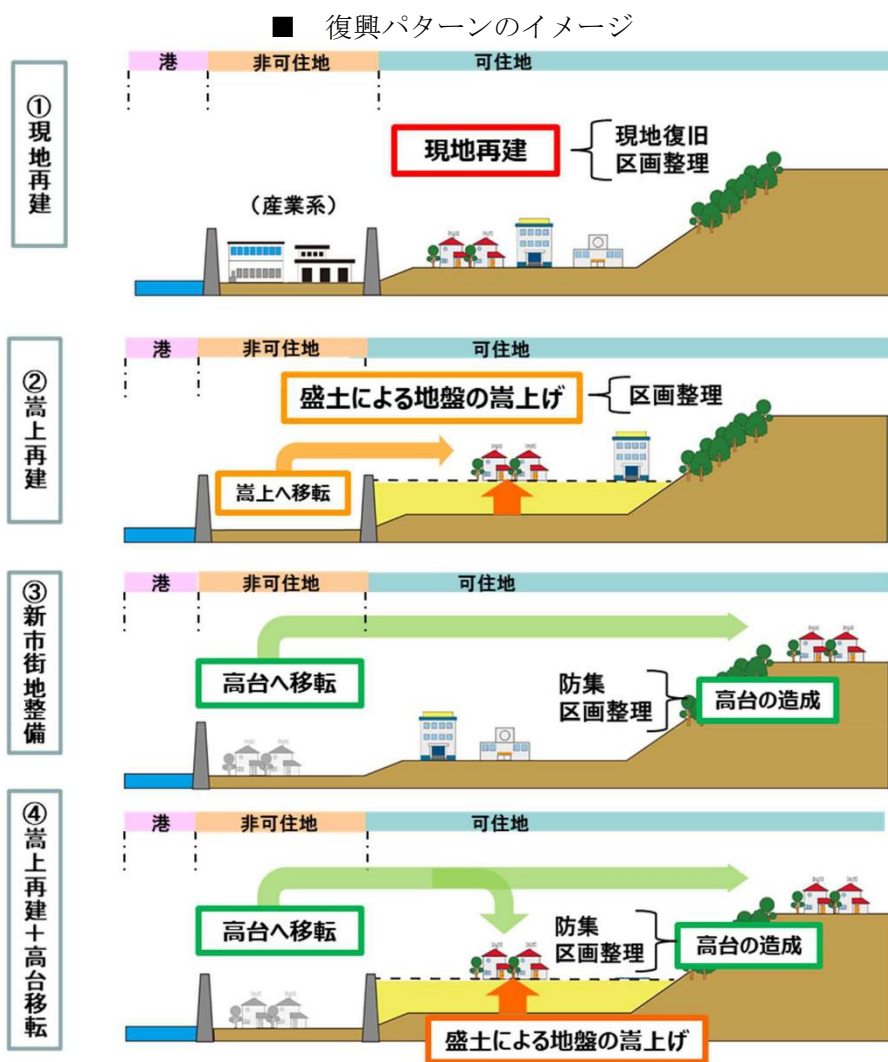 ■ 復興パターンのイメージ
①現地再建
港
非可住地
可住地
現地再建
現地復旧
区画整理
（産業系）
②嵩上再建
港
非可住地
可住地
盛土による地盤の嵩上げ
区画整理
嵩上へ移転
③新市街地整備
港
非可住地
可住地
高台へ移転
防集
区画整理
高台の造成
④嵩上再建＋高台移転
港
非可住地
可住地
高台へ移転
防集
区画整理
高台の造成
盛土による地盤の嵩上げ